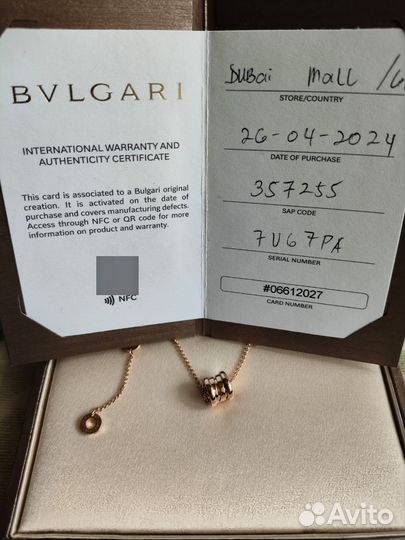 BVLGARI
INTERNATIONAL WARRANTY AND
AUTHENTICITY CERTIFICATE
This card is associated to a Bulgari original
creation. It is activated on the date of
purchase and covers manufacturing defects.
Access through NFC or QR code for more
information on product and warranty.
NFC
Dubai Mall /
STORE/COUNTRY
26-04-2024
DATE OF PURCHASE
357255
SAP CODE
7U67PA
SERIAL NUMBER
#06612027
CARD NUMBER
Avito